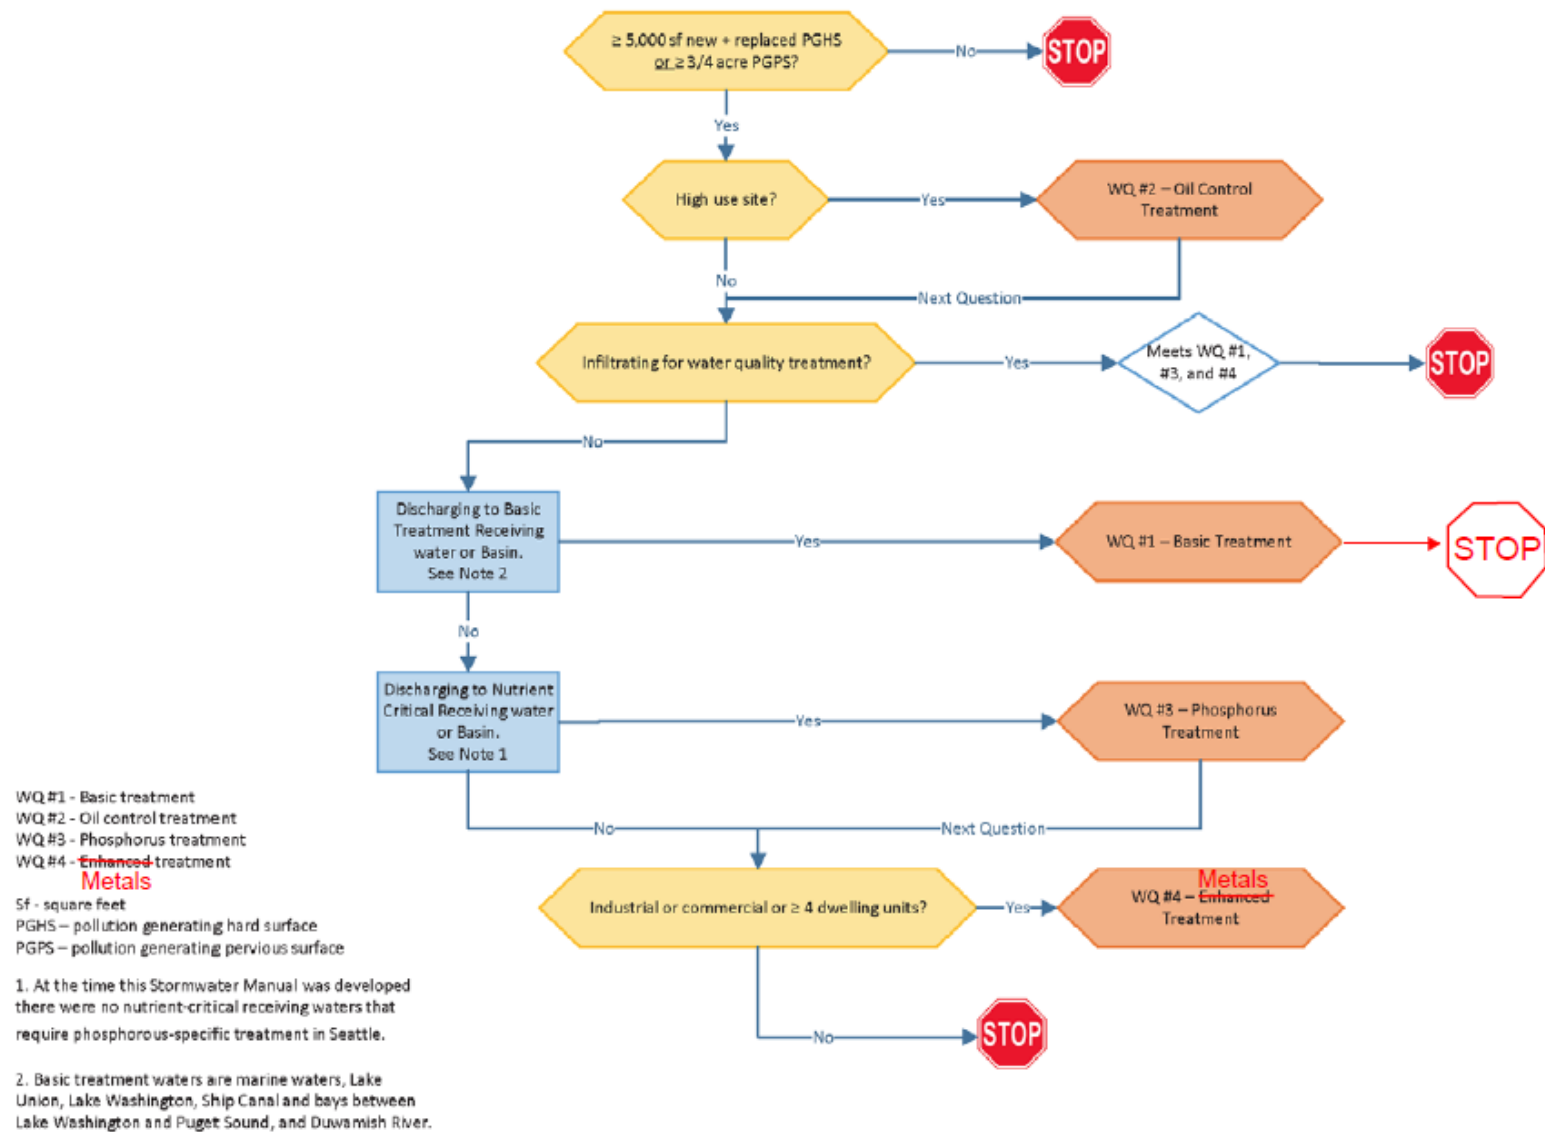 ≥ 5,000 sf new + replaced PGHS
or ≥ 3/4 acre PGPS?
No
STOP
Yes
High use site?
Yes
WQ #2 – Oil Control
Treatment
No
Next Question
Infiltrating for water quality treatment?
Yes
Meets WQ #1,
#3, and #4
STOP
No
Discharging to Basic
Treatment Receiving
water or Basin.
See Note 2
Yes
WQ #1 – Basic Treatment
STOP
No
Discharging to Nutrient
Critical Receiving water
or Basin.
See Note 1
Yes
WQ #3 – Phosphorus
Treatment
No
Next Question
Industrial or commercial or ≥ 4 dwelling units?
Yes
Metals
WQ #4 – Enhanced
Treatment
No
STOP
WQ #1 - Basic treatment
WQ #2 - Oil control treatment
WQ #3 - Phosphorus treatment
WQ #4 - Enhanced treatment
Metals
Sf - square feet
PGHS – pollution generating hard surface
PGPS – pollution generating pervious surface
1. At the time this Stormwater Manual was developed
there were no nutrient-critical receiving waters that
require phosphorous-specific treatment in Seattle.
2. Basic treatment waters are marine waters, Lake
Union, Lake Washington, Ship Canal and bays between
Lake Washington and Puget Sound, and Duwamish River.